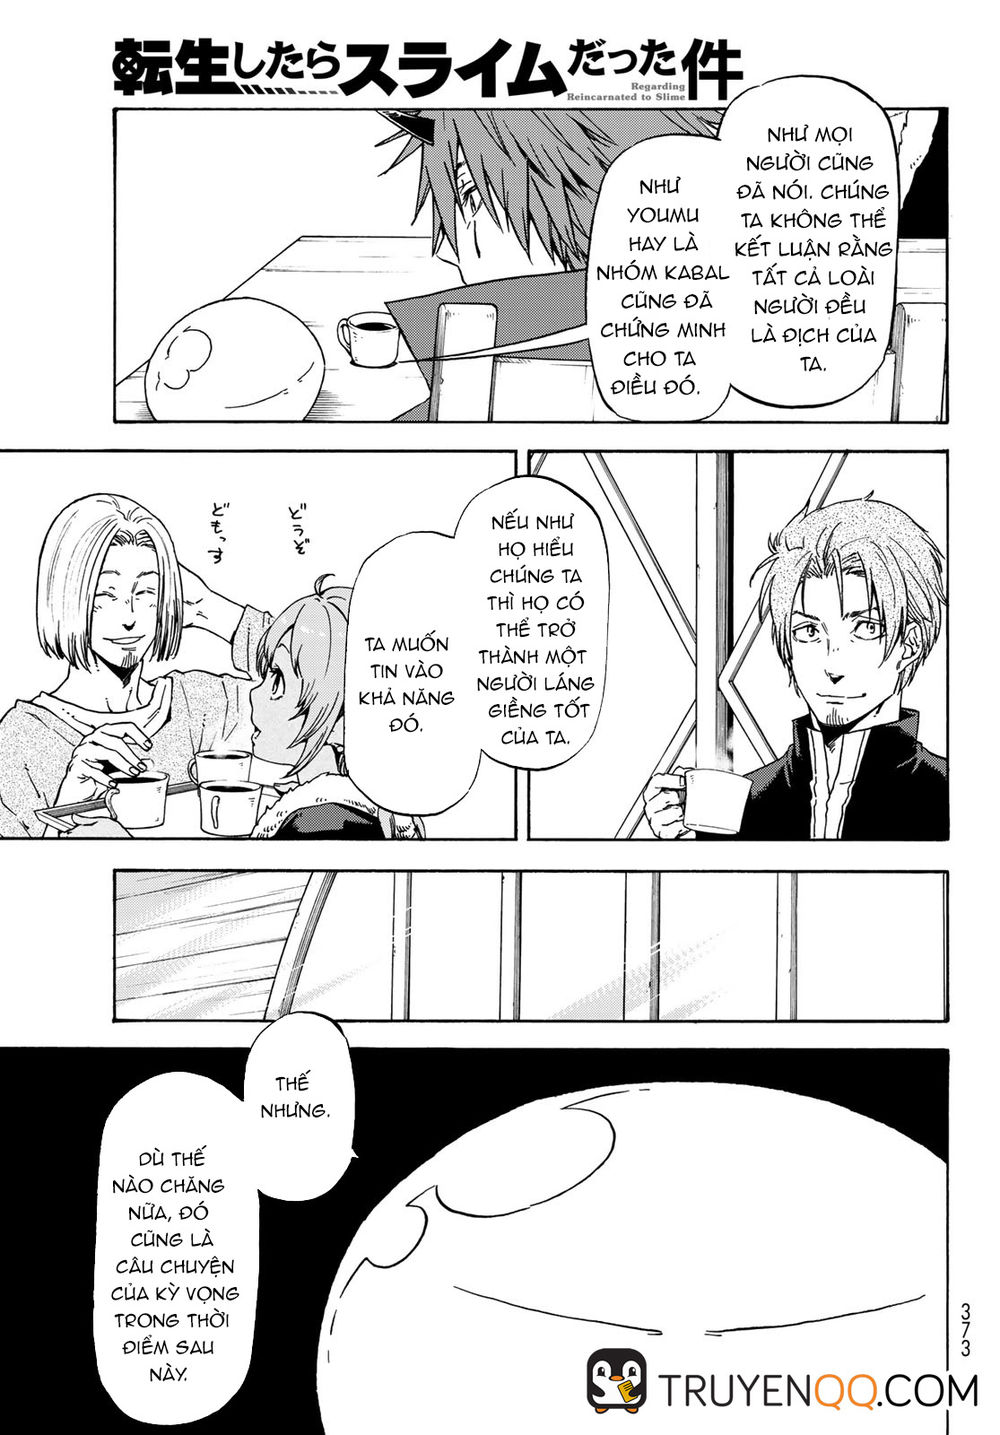 転生したらスライムだった件
Regarding
Reincarnated to Slime
NHƯ MỌI
NGƯỜI CŨNG
ĐÃ NÓI. CHÚNG
TA KHÔNG THỂ
KẾT LUẬN RẰNG
TẤT CẢ LOÀI
NGƯỜI ĐỀU
LÀ ĐỊCH CỦA
TA.
NHƯ
YOUMU
HAY LÀ
NHÓM KABAL
CŨNG ĐÃ
CHỨNG MINH
CHO TA
ĐIỀU ĐÓ.
NẾU NHƯ
HỌ HIỂU
CHÚNG TA
THÌ HỌ CÓ
THỂ TRỞ
THÀNH MỘT
NGƯỜI LÁNG
GIỀNG TỐT
CỦA TA.
TA MUỐN
TIN VÀO
KHẢ NĂNG
ĐÓ.
どうぞ
どもっす
THẾ
NHƯNG.
DÙ THẾ
NÀO CHĂNG
NỮA, ĐÓ
CŨNG LÀ
CÂU CHUYỆN
CỦA KỲ VỌNG
TRONG THỜI
ĐIỂM SAU
NÀY.
373
TRUYENQQ.COM